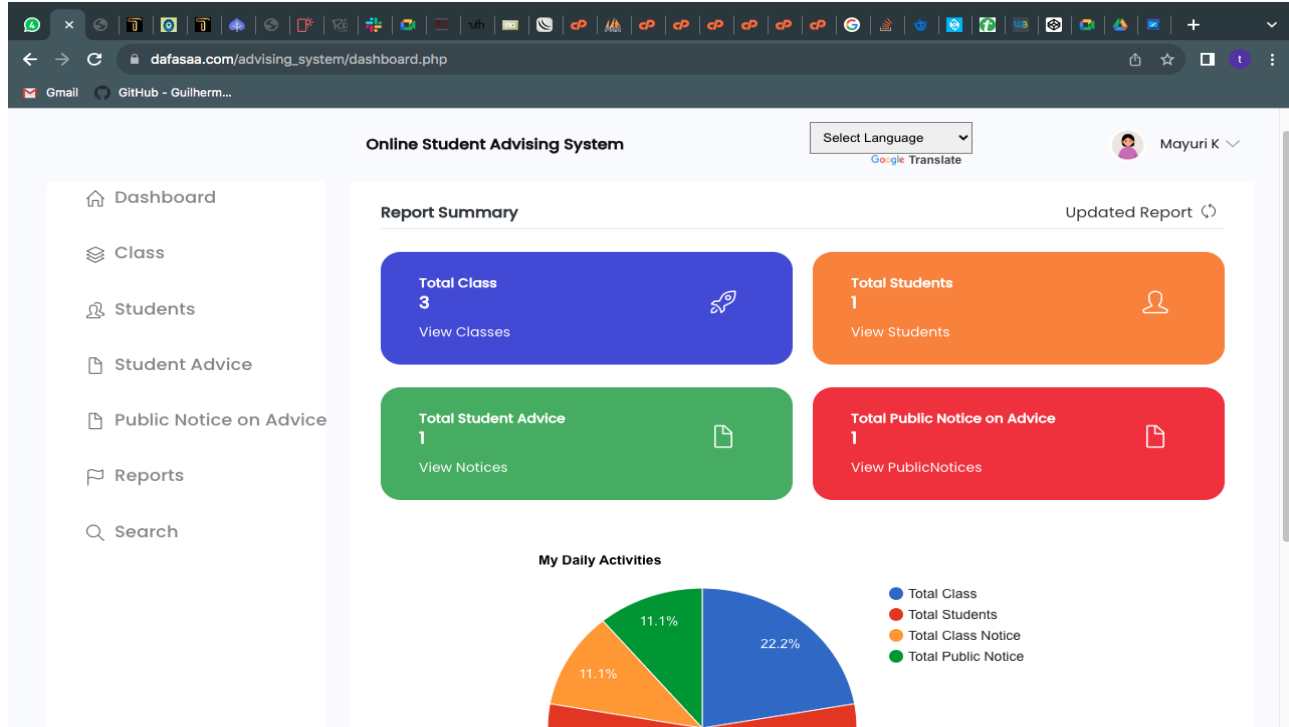 dafasaa.com/advising_system/dashboard.php
t
Gmail
GitHub - Guilherm...
Online Student Advising System
Select Language
Google Translate
Mayuri K
Dashboard
Class
Students
Student Advice
Public Notice on Advice
Reports
Search
Report Summary
Updated Report
Total Class
3
View Classes
Total Students
1
View Students
Total Student Advice
1
View Notices
Total Public Notice on Advice
1
View PublicNotices
My Daily Activities
11.1%
22.2%
11.1%
Total Class
Total Students
Total Class Notice
Total Public Notice